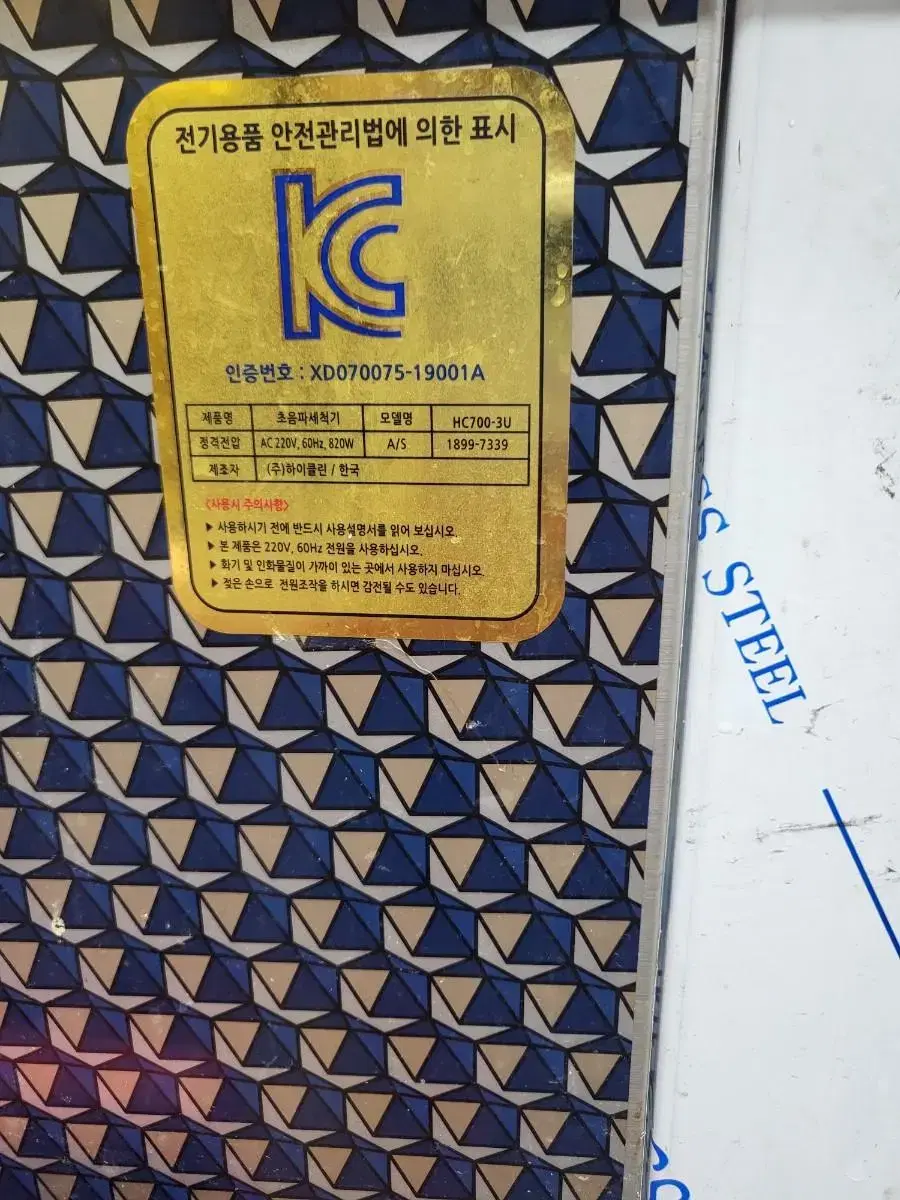 전기용품 안전관리법에 의한 표시
KC
인증번호 : XD070075-19001A
제품명 초음파세척기 모델명 HC700-3U
정격전압 AC 220V, 60Hz, 820W A/S 1899-7339
제조자 (주)하이클린 / 한국
<사용시 주의사항>
▶ 사용하시기 전에 반드시 사용설명서를 읽어 보십시오.
▶ 본 제품은 220V, 60Hz 전원을 사용하십시오.
▶ 화기 및 인화물질이 가까이 있는 곳에서 사용하지 마십시오.
▶ 젖은 손으로 전원조작을 하시면 감전될 수도 있습니다.
SS STEEL